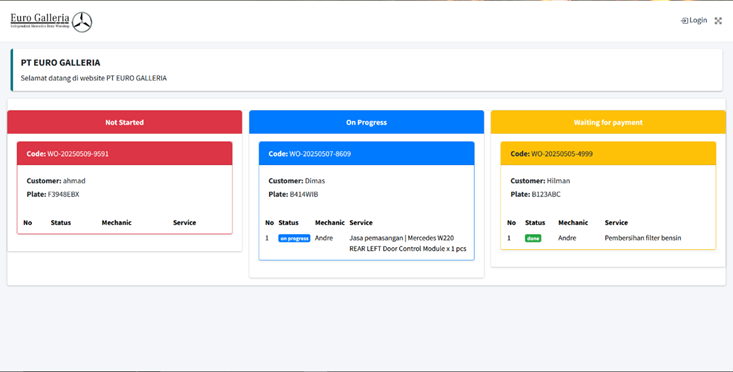 Euro Galleria
Independent Mercedes Benz Workshop
Login
PT EURO GALLERIA
Selamat datang di website PT EURO GALLERIA
Not Started
Code: WO-20250509-9591
Customer: ahmad
Plate: F3948EBX
No Status Mechanic Service
On Progress
Code: WO-20250507-8609
Customer: Dimas
Plate: B414WIB
No Status Mechanic Service
1 on progress Andre Jasa pemasangan | Mercedes W220
REAR LEFT Door Control Module x 1 pcs
Waiting for payment
Code: WO-20250505-4999
Customer: Hilman
Plate: B123ABC
No Status Mechanic Service
1 done Andre Pembersihan filter bensin